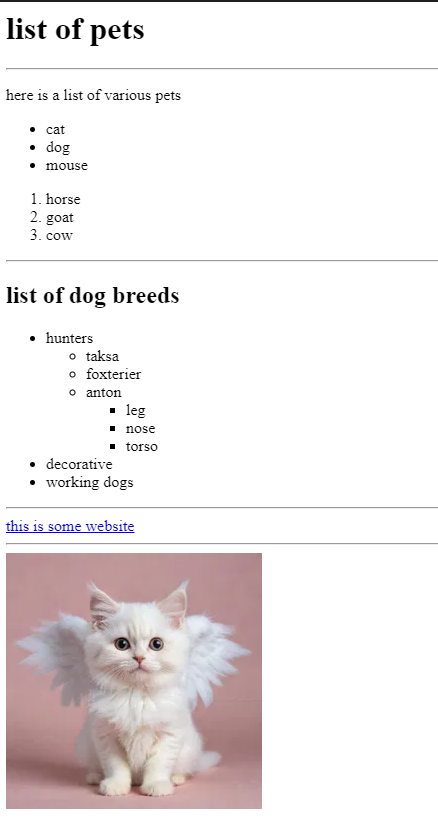 list of pets
here is a list of various pets
cat
dog
mouse
1. horse
2. goat
3. cow
list of dog breeds
hunters
taksa
foxterier
anton
leg
nose
torso
decorative
working dogs
this is some website